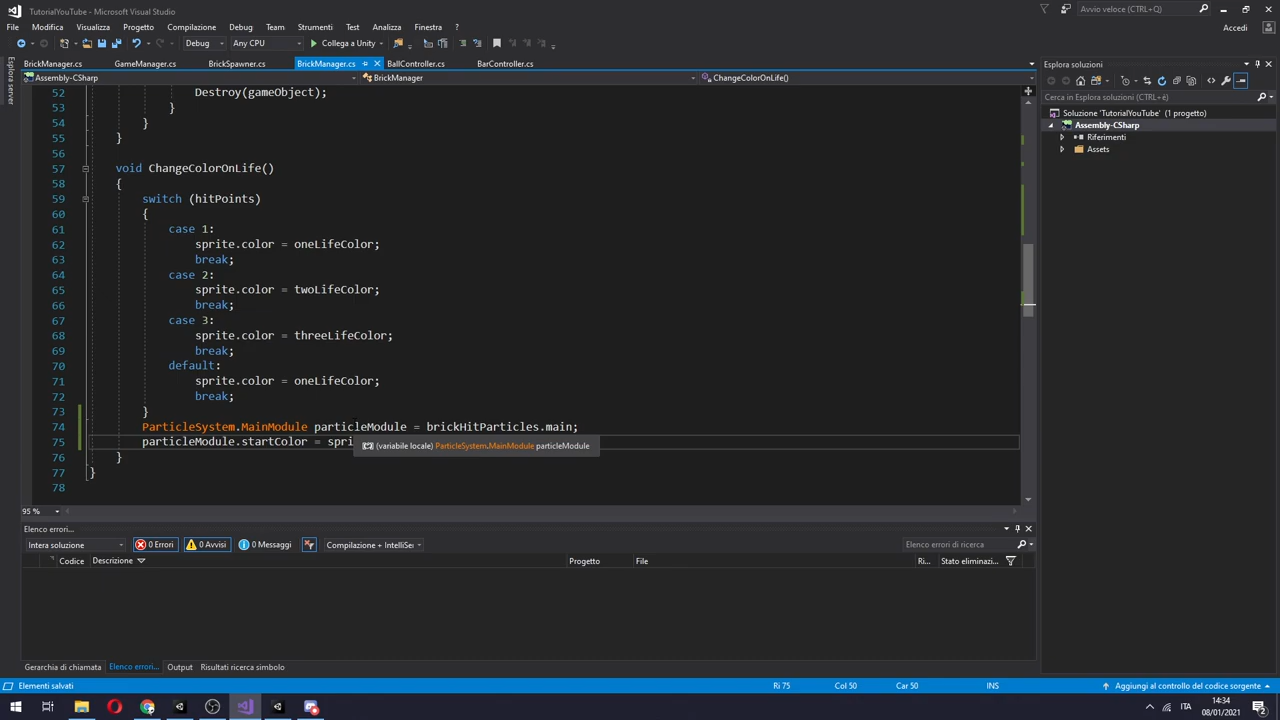 TutorialYouTube - Microsoft Visual Studio
Avvio veloce (CTRL+Q)
File Modifica Visualizza Progetto Compilazione Debug Team Strumenti Test Analizza Finestra ?
Accedi
Debug Any CPU Collega a Unity
Esplora server
BrickManager.cs GameManager.cs BrickSpawner.cs BrickManager.cs BallController.cs BarController.cs
Assembly-CSharp BrickManager ChangeColorOnLife()
52 Destroy(gameObject);
53 }
54 }
55 }
56
57 void ChangeColorOnLife()
58 {
59 switch (hitPoints)
60 {
61 case 1:
62 sprite.color = oneLifeColor;
63 break;
64 case 2:
65 sprite.color = twoLifeColor;
66 break;
67 case 3:
68 sprite.color = threeLifeColor;
69 break;
70 default:
71 sprite.color = oneLifeColor;
72 break;
73 }
74 ParticleSystem.MainModule particleModule = brickHitParticles.main;
75 particleModule.startColor = spri
(variabile locale) ParticleSystem.MainModule particleModule
76 }
77 }
78
95 %
Esplora soluzioni
Cerca in Esplora soluzioni (CTRL+è)
Soluzione "TutorialYouTube" (1 progetto)
Assembly-CSharp
Riferimenti
Assets
Elenco errori...
Intera soluzione 0 Errori 0 Avvisi 0 Messaggi Compilazione + IntelliSe
Cerca in elenco errori di ricerca
Codice Descrizione Progetto File Ri... Stato eliminazi...
Gerarchia di chiamata Elenco errori... Output Risultati ricerca simbolo
Elementi salvati Ri 75 Col 50 Car 50 INS Aggiungi al controllo del codice sorgente
ITA
14:34
08/01/2021
2